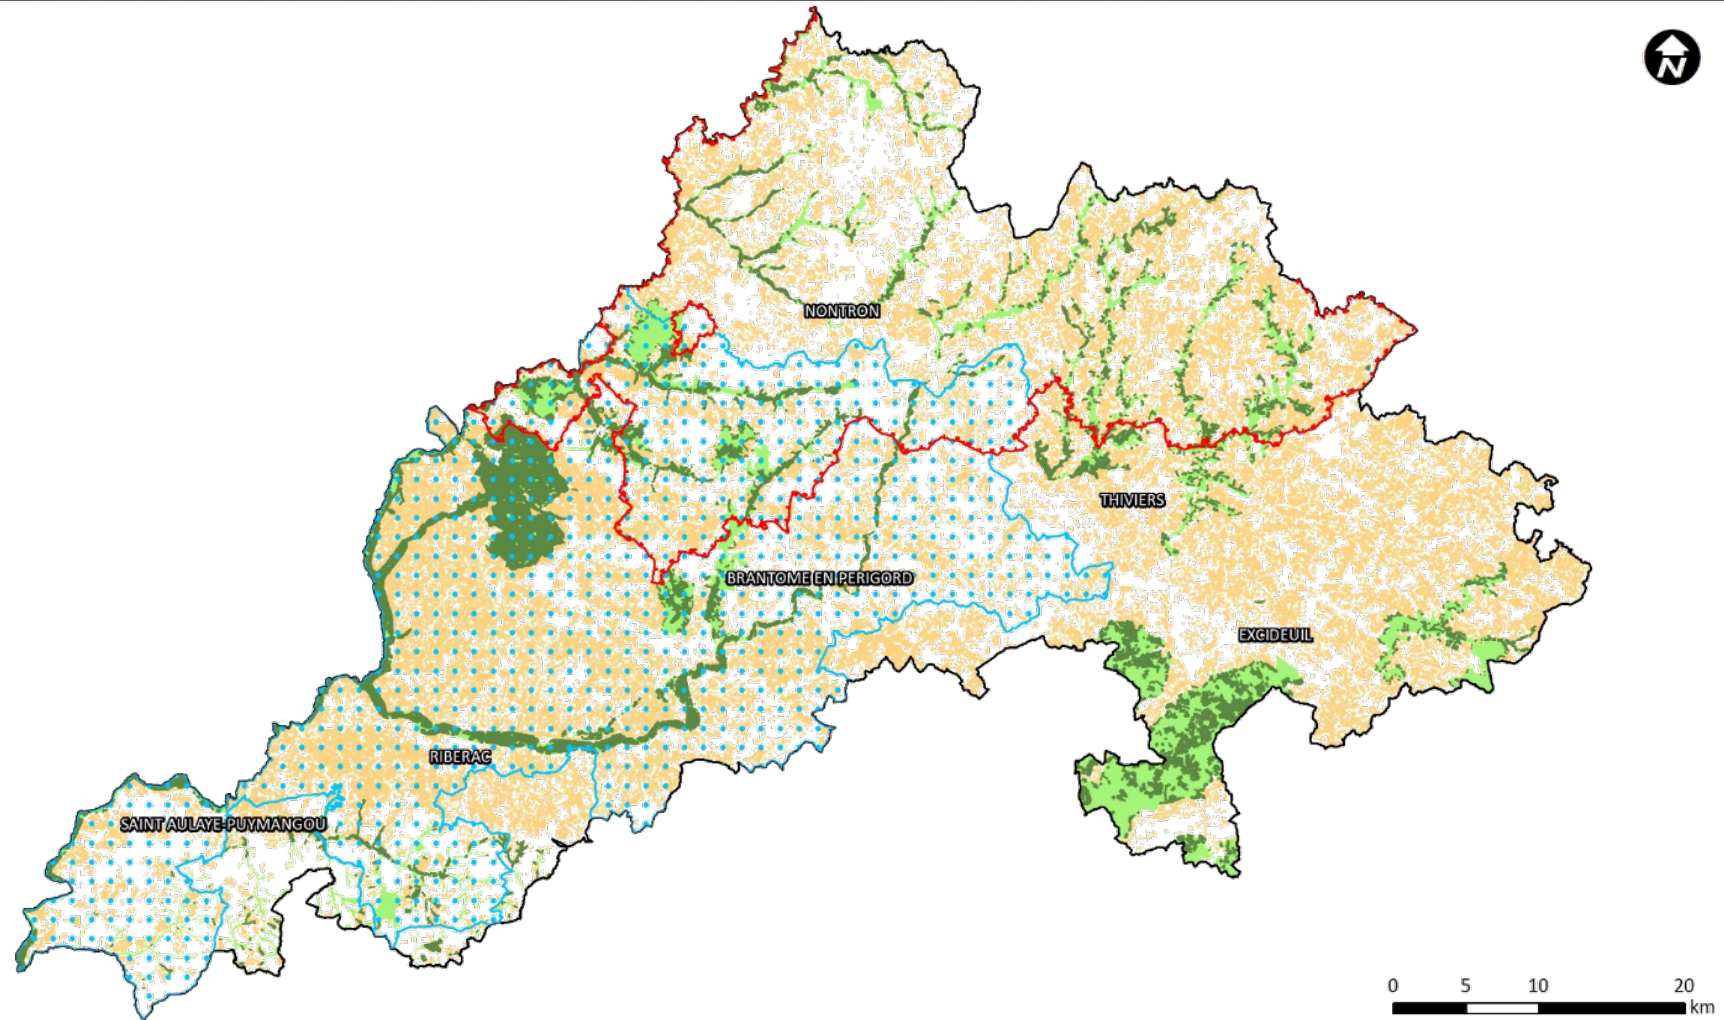 N
NONTRON
THIVIERS
BRANTOME EN PERIGORD
EXCIDEUIL
RIBERAC
SAINT AULAYE-PUYMANGOU
0 5 10 20
km